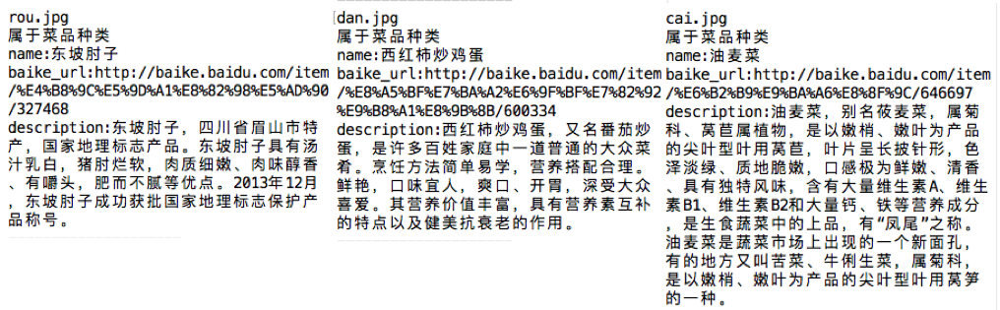 rou.jpg
属于菜品种类
name:东坡肘子
baike_url:http://baike.baidu.com/item
/%E4%B8%9C%E5%9D%A1%E8%82%98%E5%AD%90
/327468
description:东坡肘子，四川省眉山市特
产，国家地理标志产品。东坡肘子具有汤
汁乳白，猪肘烂软，肉质细嫩、肉味醇香
、有嚼头，肥而不腻等优点。2013年12月
，东坡肘子成功获批国家地理标志保护产
品称号。
dan.jpg
属于菜品种类
name:西红柿炒鸡蛋
baike_url:http://baike.baidu.com/item
/%E8%A5%BF%E7%BA%A2%E6%9F%BF%E7%82%92
%E9%B8%A1%E8%9B%8B/600334
description:西红柿炒鸡蛋，又名番茄炒
蛋，是许多百姓家庭中一道普通的大众菜
肴。烹饪方法简单易学，营养搭配合理。
鲜艳，口味宜人，爽口、开胃，深受大众
喜爱。其营养价值丰富，具有营养素互补
的特点以及健美抗衰老的作用。
cai.jpg
属于菜品种类
name:油麦菜
baike_url:http://baike.baidu.com/item
/%E6%B2%B9%E9%BA%A6%E8%8F%9C/646697
description:油麦菜，别名莜麦菜，属菊
科、莴苣属植物，是以嫩梢、嫩叶为产品
的尖叶型叶用莴苣，叶片呈长披针形，色
泽淡绿、质地脆嫩，口感极为鲜嫩、清香
、具有独特风味，含有大量维生素A、维生
素B1、维生素B2和大量钙、铁等营养成分
，是生食蔬菜中的上品，有“凤尾”之称。
油麦菜是蔬菜市场上出现的一个新面孔，
有的地方又叫苦菜、牛俐生菜，属菊科，
是以嫩梢、嫩叶为产品的尖叶型叶用莴笋
的一种。